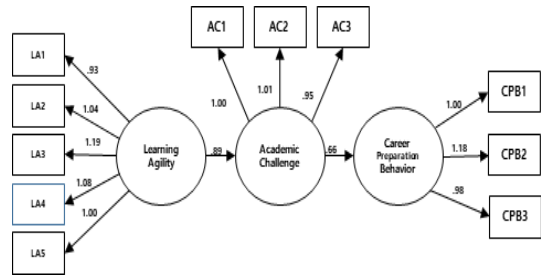 AC1
AC2
AC3
LA1
.93
LA2
1.04
LA3
1.19
LA4
1.08
LA5
1.00
Learning
Agility
.89
1.00
1.01
.95
Academic
Challenge
.66
Career
Preparation
Behavior
1.00
CPB1
1.18
CPB2
.98
CPB3